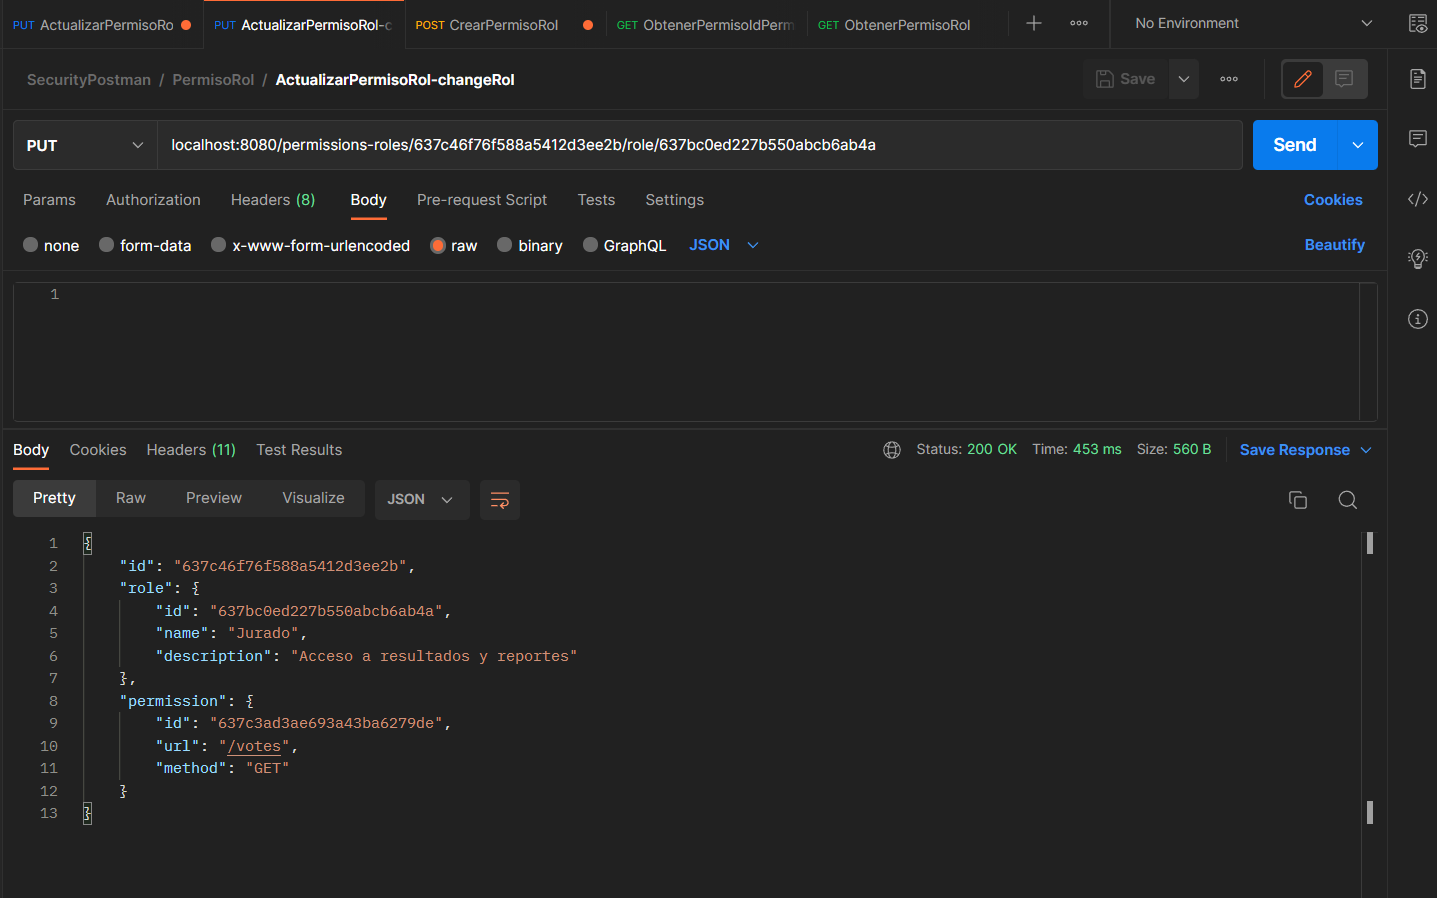 PUT ActualizarPermisoRo PUT ActualizarPermisoRol-c POST CrearPermisoRol GET ObtenerPermisoIdPerm GET ObtenerPermisoRol No Environment
SecurityPostman / PermisoRol / ActualizarPermisoRol-changeRol Save
PUT localhost:8080/permissions-roles/637c46f76f588a5412d3ee2b/role/637bc0ed227b550abcb6ab4a Send
Params Authorization Headers (8) Body Pre-request Script Tests Settings Cookies
none form-data x-www-form-urlencoded raw binary GraphQL JSON Beautify
1
Body Cookies Headers (11) Test Results Status: 200 OK Time: 453 ms Size: 560 B Save Response
Pretty Raw Preview Visualize JSON
1 {
2 "id": "637c46f76f588a5412d3ee2b",
3 "role": {
4 "id": "637bc0ed227b550abcb6ab4a",
5 "name": "Jurado",
6 "description": "Acceso a resultados y reportes"
7 },
8 "permission": {
9 "id": "637c3ad3ae693a43ba6279de",
10 "url": "/votes",
11 "method": "GET"
12 }
13 }